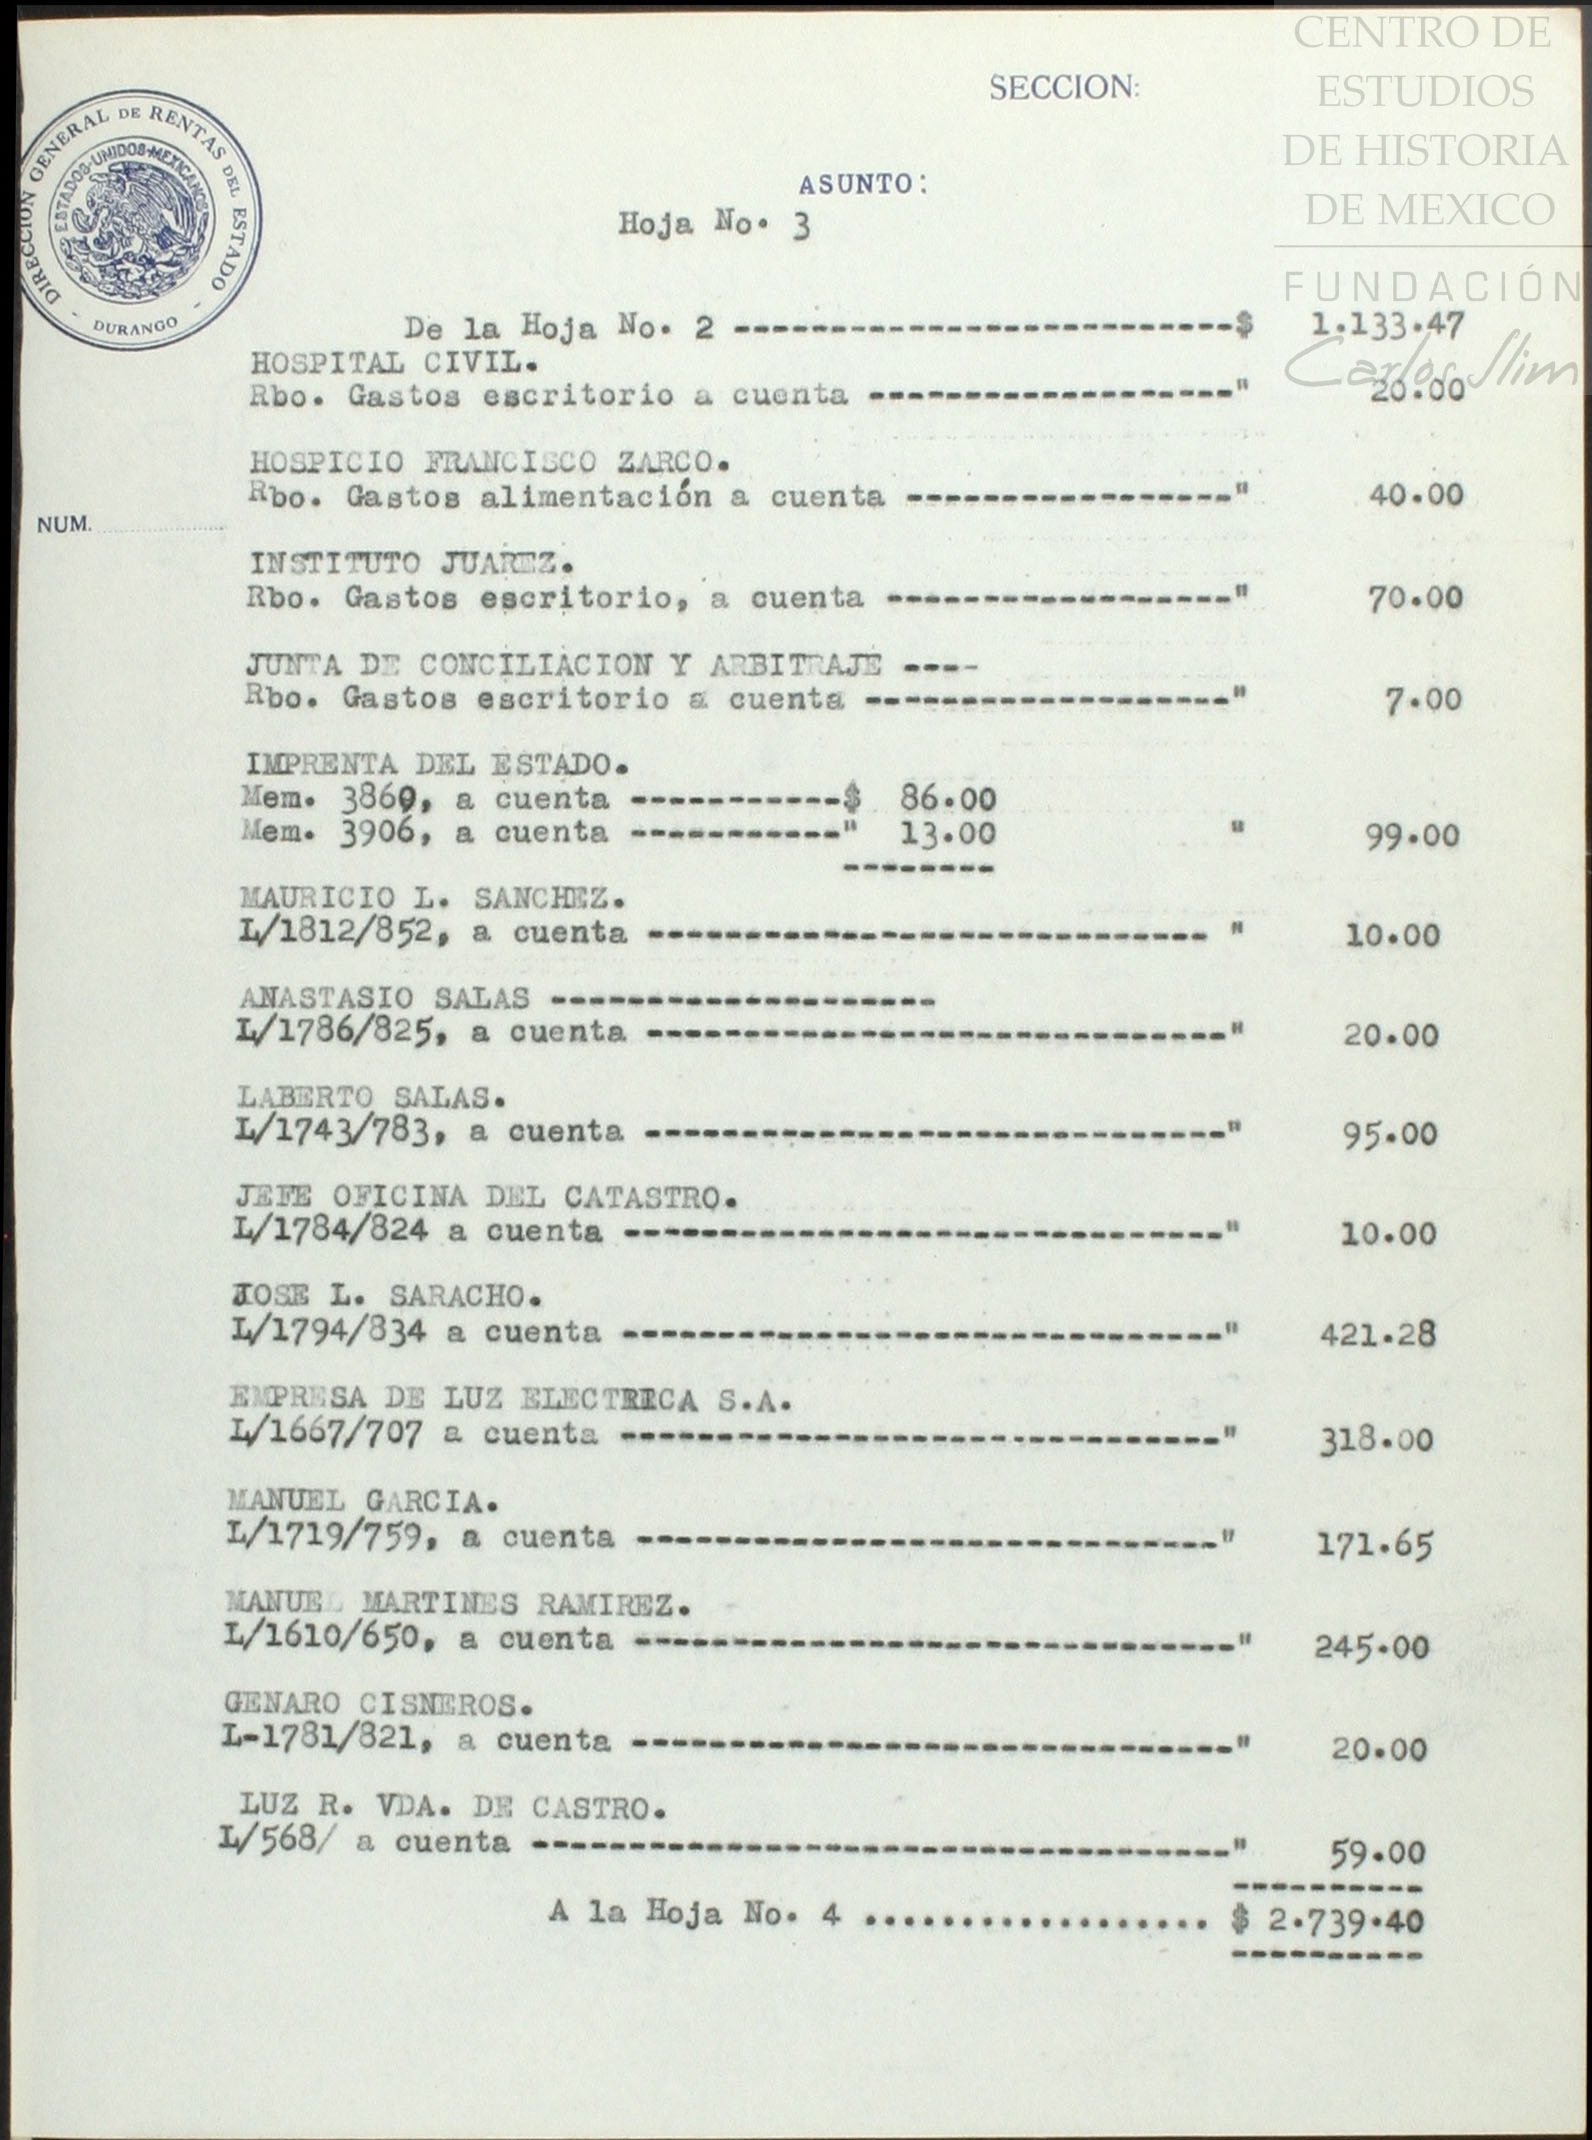 CENTRO DE
ESTUDIOS
DE HISTORIA
DE MEXICO
FUNDACIÓN
Carlos Slim
SECCION:
DIRECCION GENERAL DE RENTAS DEL ESTADO
ESTADOS·UNIDOS·MEXICANOS
- DURANGO -
ASUNTO:
Hoja No. 3
De la Hoja No. 2 --------------------------$ 1.133.47
HOSPITAL CIVIL.
Rbo. Gastos escritorio a cuenta -------------------" 20.00
HOSPICIO FRANCISCO ZARCO.
Rbo. Gastos alimentación a cuenta -----------------" 40.00
NUM.
INSTITUTO JUAREZ.
Rbo. Gastos escritorio, a cuenta ------------------" 70.00
JUNTA DE CONCILIACION Y ARBITRAJE ----
Rbo. Gastos escritorio a cuenta -------------------" 7.00
IMPRENTA DEL ESTADO.
Mem. 3860, a cuenta -----------$ 86.00
Mem. 3906, a cuenta -----------" 13.00 " 99.00
--------
MAURICIO L. SANCHEZ.
L/1812/852, a cuenta ----------------------------- " 10.00
ANASTASIO SALAS --------------------
L/1786/825, a cuenta ------------------------------" 20.00
LABERTO SALAS.
L/1743/783, a cuenta ------------------------------" 95.00
JEFE OFICINA DEL CATASTRO.
L/1784/824 a cuenta -------------------------------" 10.00
JOSE L. SARACHO.
L/1794/834 a cuenta -------------------------------" 421.28
EMPRESA DE LUZ ELECTRICA S.A.
L/1667/707 a cuenta -------------------------------" 318.00
MANUEL GARCIA.
L/1719/759, a cuenta ------------------------------" 171.65
MANUEL MARTINES RAMIREZ.
L/1610/650, a cuenta -------------------------------" 245.00
GENARO CISNEROS.
L-1781/821, a cuenta -------------------------------" 20.00
LUZ R. VDA. DE CASTRO.
L/568/ a cuenta ------------------------------------" 59.00
----------
A la Hoja No. 4 .................. $ 2.739.40
----------